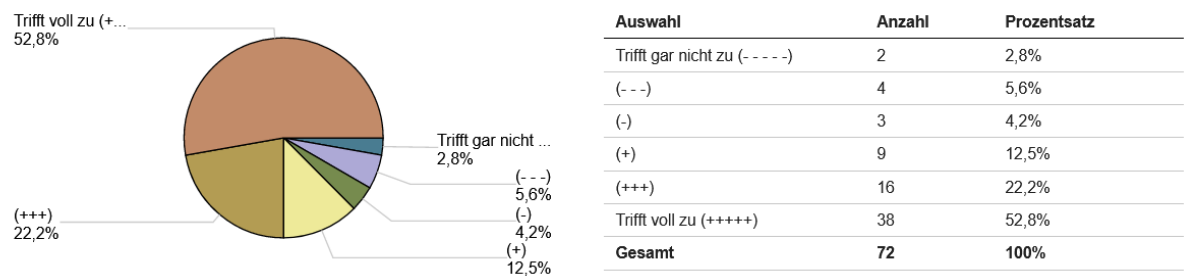 Trifft voll zu (+...
52,8%
Trifft gar nicht ...
2,8%
(- - -)
5,6%
(-)
4,2%
(+)
12,5%
(+++)
22,2%
Auswahl Anzahl Prozentsatz
Trifft gar nicht zu (- - - - -) 2 2,8%
(- - -) 4 5,6%
(-) 3 4,2%
(+) 9 12,5%
(+++) 16 22,2%
Trifft voll zu (+++++) 38 52,8%
Gesamt 72 100%